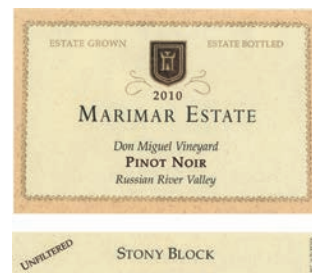 ESTATE GROWN ESTATE BOTTLED
2010
MARIMAR ESTATE
Don Miguel Vineyard
PINOT NOIR
Russian River Valley
UNFILTERED
STONY BLOCK